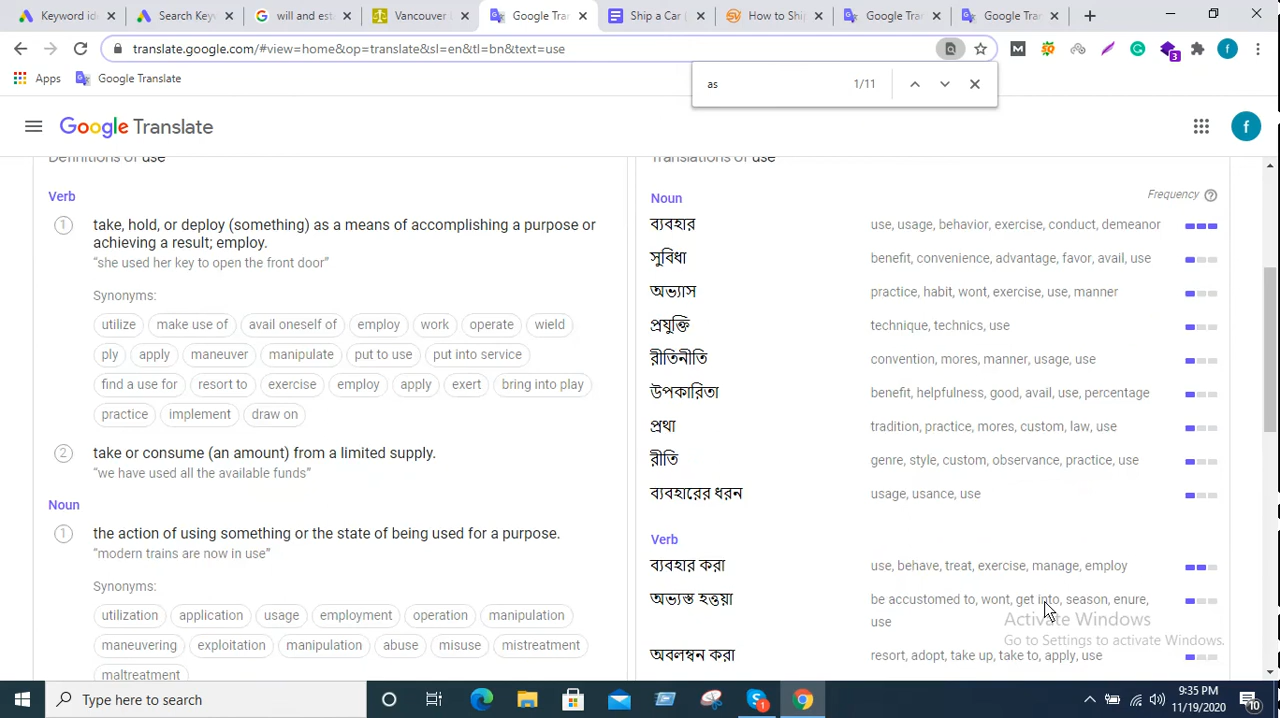 Keyword id
Search Key
will and est
Vancouver
Google Tran
Ship a Car
How to Shi
Google Tran
Google Tran
translate.google.com/#view=home&op=translate&sl=en&tl=bn&text=use
Apps
Google Translate
as
1/11
Google Translate
f
Definitions of use
Translations of use
Verb
1 take, hold, or deploy (something) as a means of accomplishing a purpose or
achieving a result; employ.
“she used her key to open the front door”
Synonyms:
utilize make use of avail oneself of employ work operate wield
ply apply maneuver manipulate put to use put into service
find a use for resort to exercise employ apply exert bring into play
practice implement draw on
2 take or consume (an amount) from a limited supply.
“we have used all the available funds”
Noun
1 the action of using something or the state of being used for a purpose.
“modern trains are now in use”
Synonyms:
utilization application usage employment operation manipulation
maneuvering exploitation manipulation abuse misuse mistreatment
maltreatment
Noun Frequency
ব্যবহার use, usage, behavior, exercise, conduct, demeanor
সুবিধা benefit, convenience, advantage, favor, avail, use
অভ্যাস practice, habit, wont, exercise, use, manner
প্রযুক্তি technique, technics, use
রীতিনীতি convention, mores, manner, usage, use
উপকারিতা benefit, helpfulness, good, avail, use, percentage
প্রথা tradition, practice, mores, custom, law, use
রীতি genre, style, custom, observance, practice, use
ব্যবহারের ধরন usage, usance, use
Verb
ব্যবহার করা use, behave, treat, exercise, manage, employ
অভ্যস্ত হত্তয়া be accustomed to, wont, get into, season, enure,
use
অবলম্বন করা resort, adopt, take up, take to, apply, use
Activate Windows
Go to Settings to activate Windows.
Type here to search
9:35 PM
11/19/2020